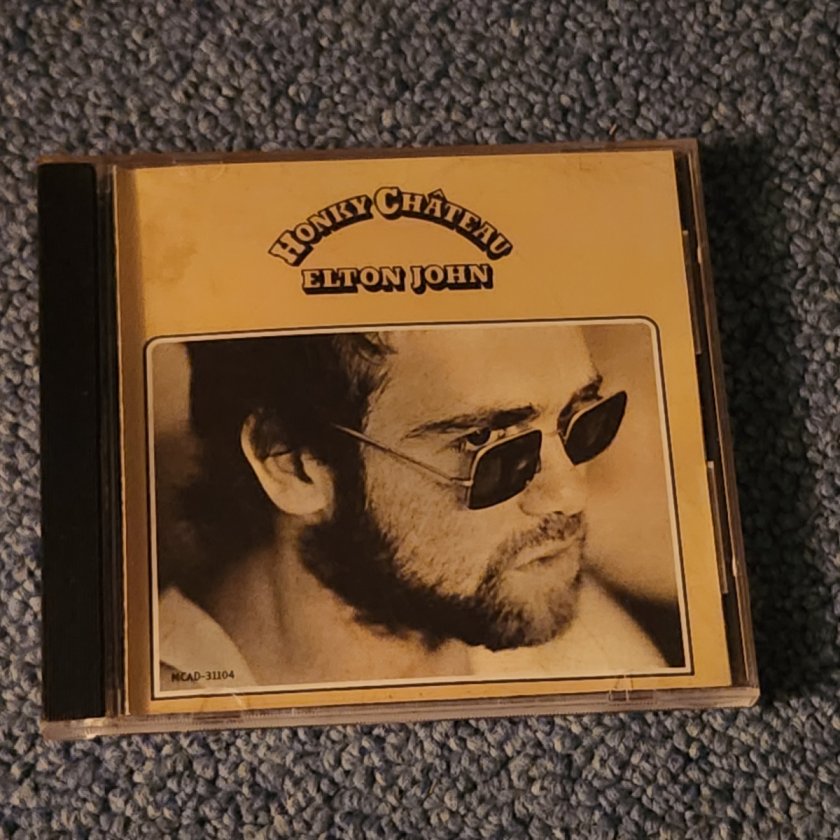 Honky Château
Elton John
MCAD-31104